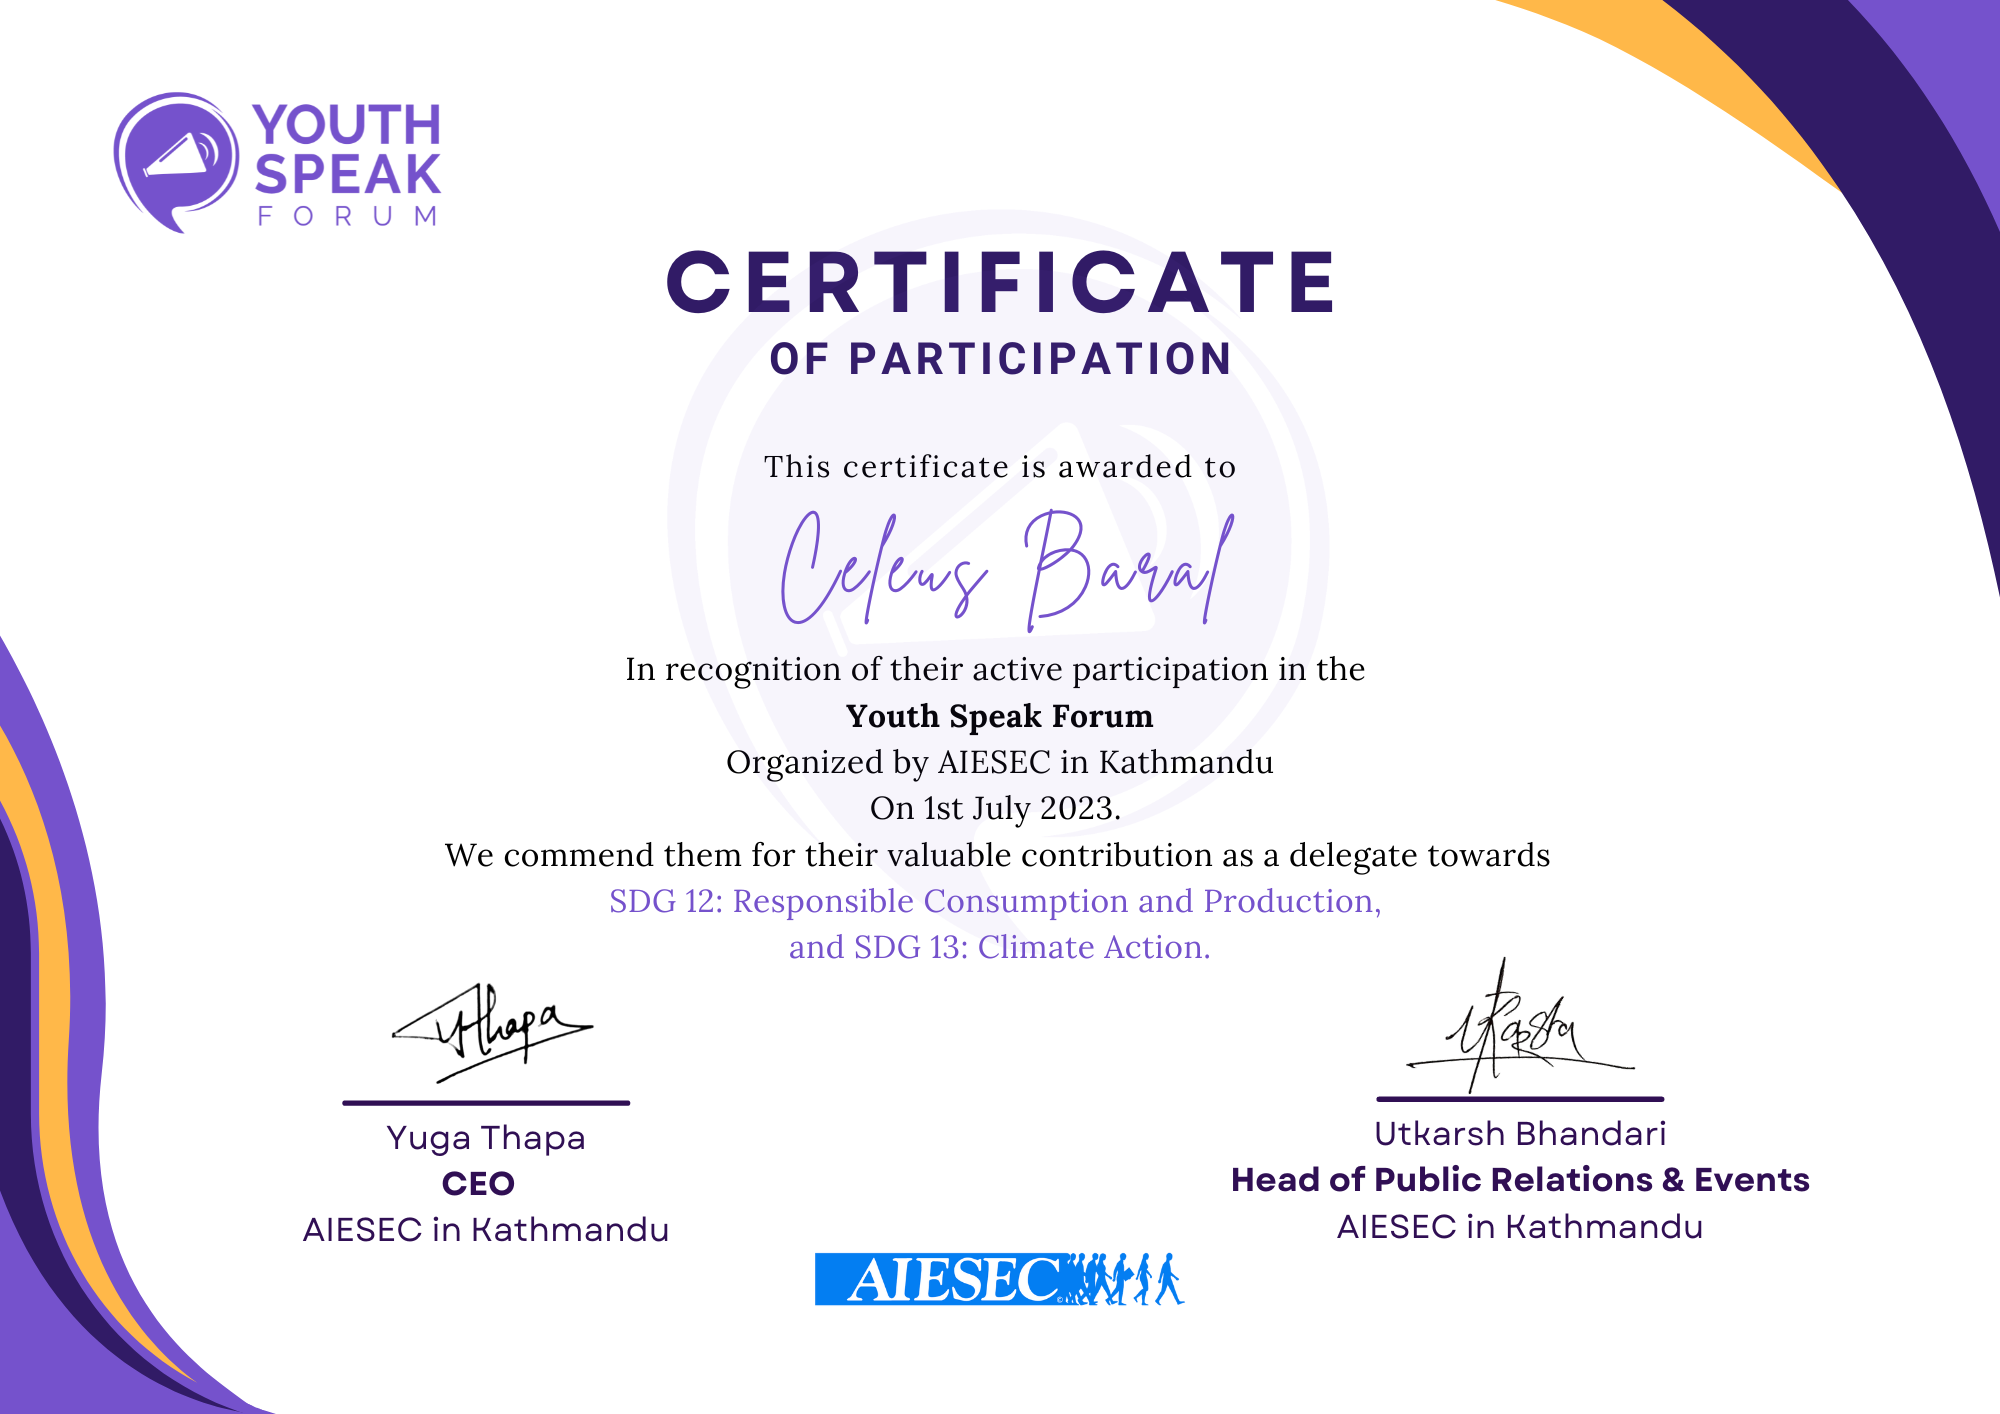 YOUTH
SPEAK
FORUM
CERTIFICATE
OF PARTICIPATION
This certificate is awarded to
Celeus Baral
In recognition of their active participation in the
Youth Speak Forum
Organized by AIESEC in Kathmandu
On 1st July 2023.
We commend them for their valuable contribution as a delegate towards
SDG 12: Responsible Consumption and Production,
and SDG 13: Climate Action.
YThapa
Utkarsh
Yuga Thapa
CEO
AIESEC in Kathmandu
Utkarsh Bhandari
Head of Public Relations & Events
AIESEC in Kathmandu
AIESEC